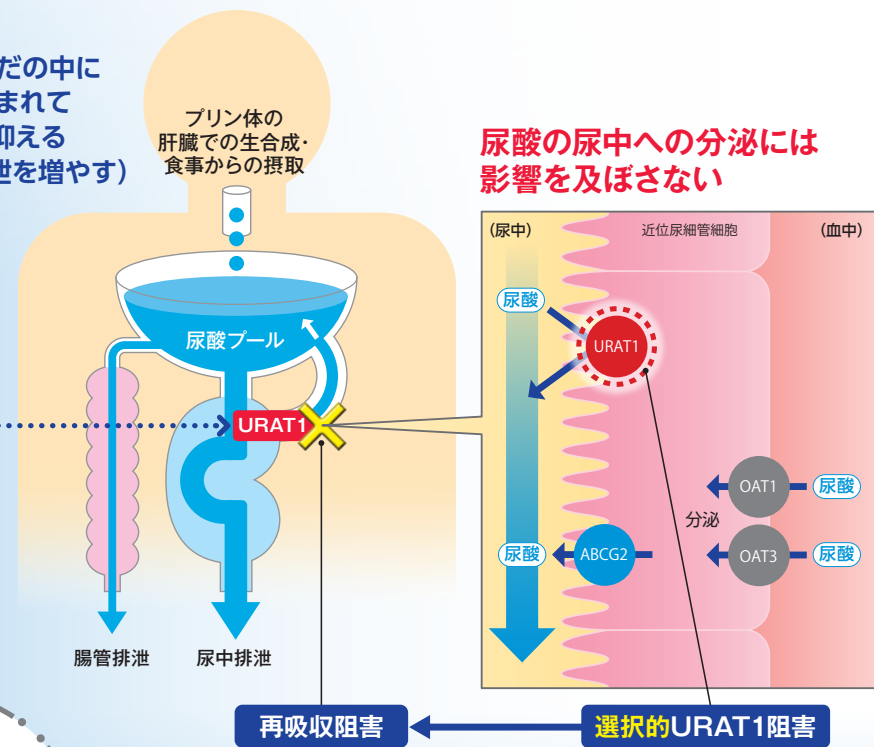 だの中に
まれて
抑える
泄を増やす)
プリン体の
肝臓での生合成・
食事からの摂取
尿酸プール
URAT1
腸管排泄
尿中排泄
尿酸の尿中への分泌には
影響を及ぼさない
(尿中)
近位尿細管細胞
(血中)
尿酸
URAT1
OAT1
尿酸
分泌
尿酸
ABCG2
OAT3
尿酸
再吸収阻害
選択的URAT1阻害